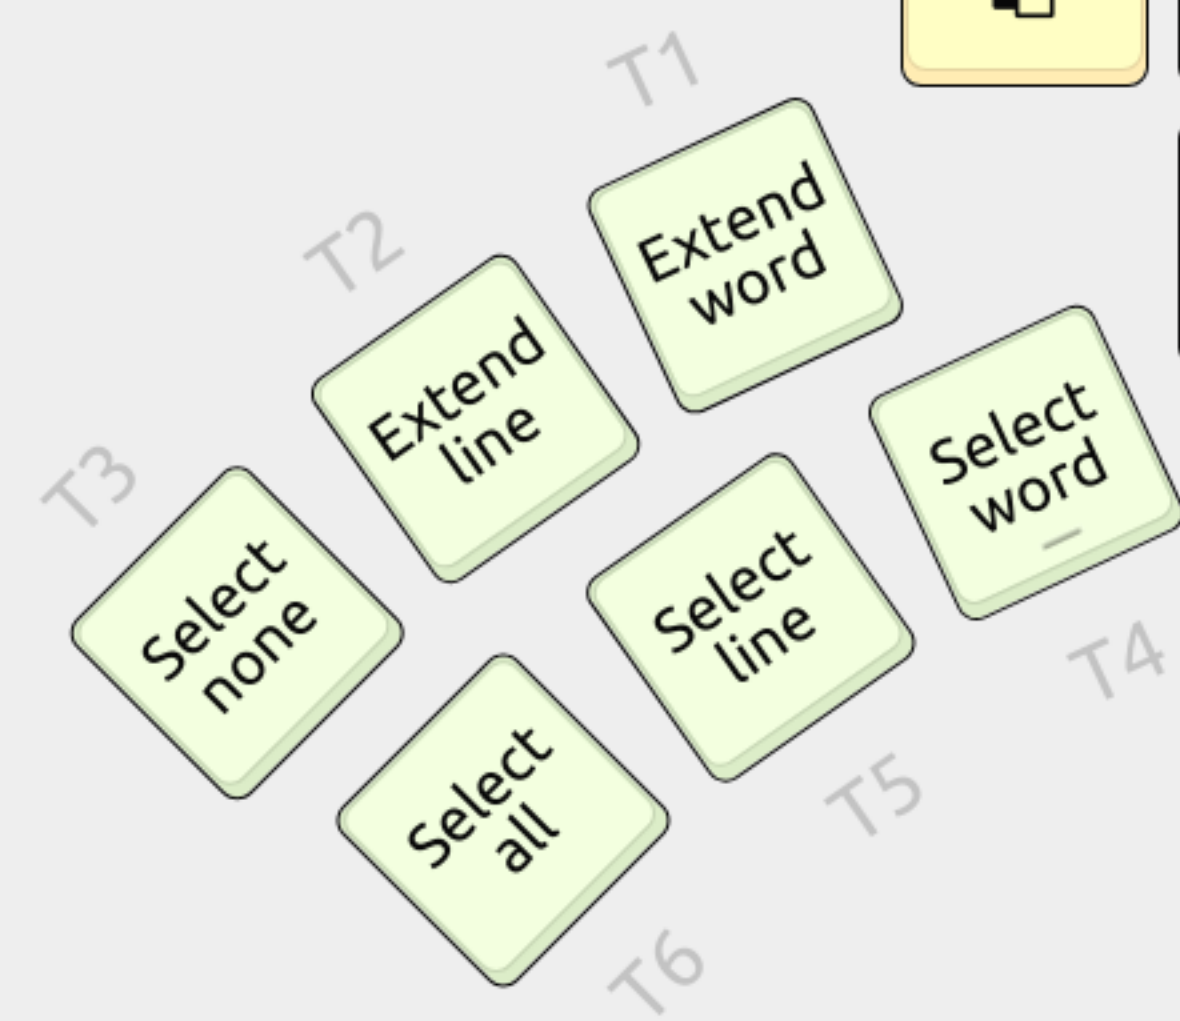 T1
Extend
word
T2
Extend
line
T3
Select
none
Select
word
T4
Select
line
T5
Select
all
T6